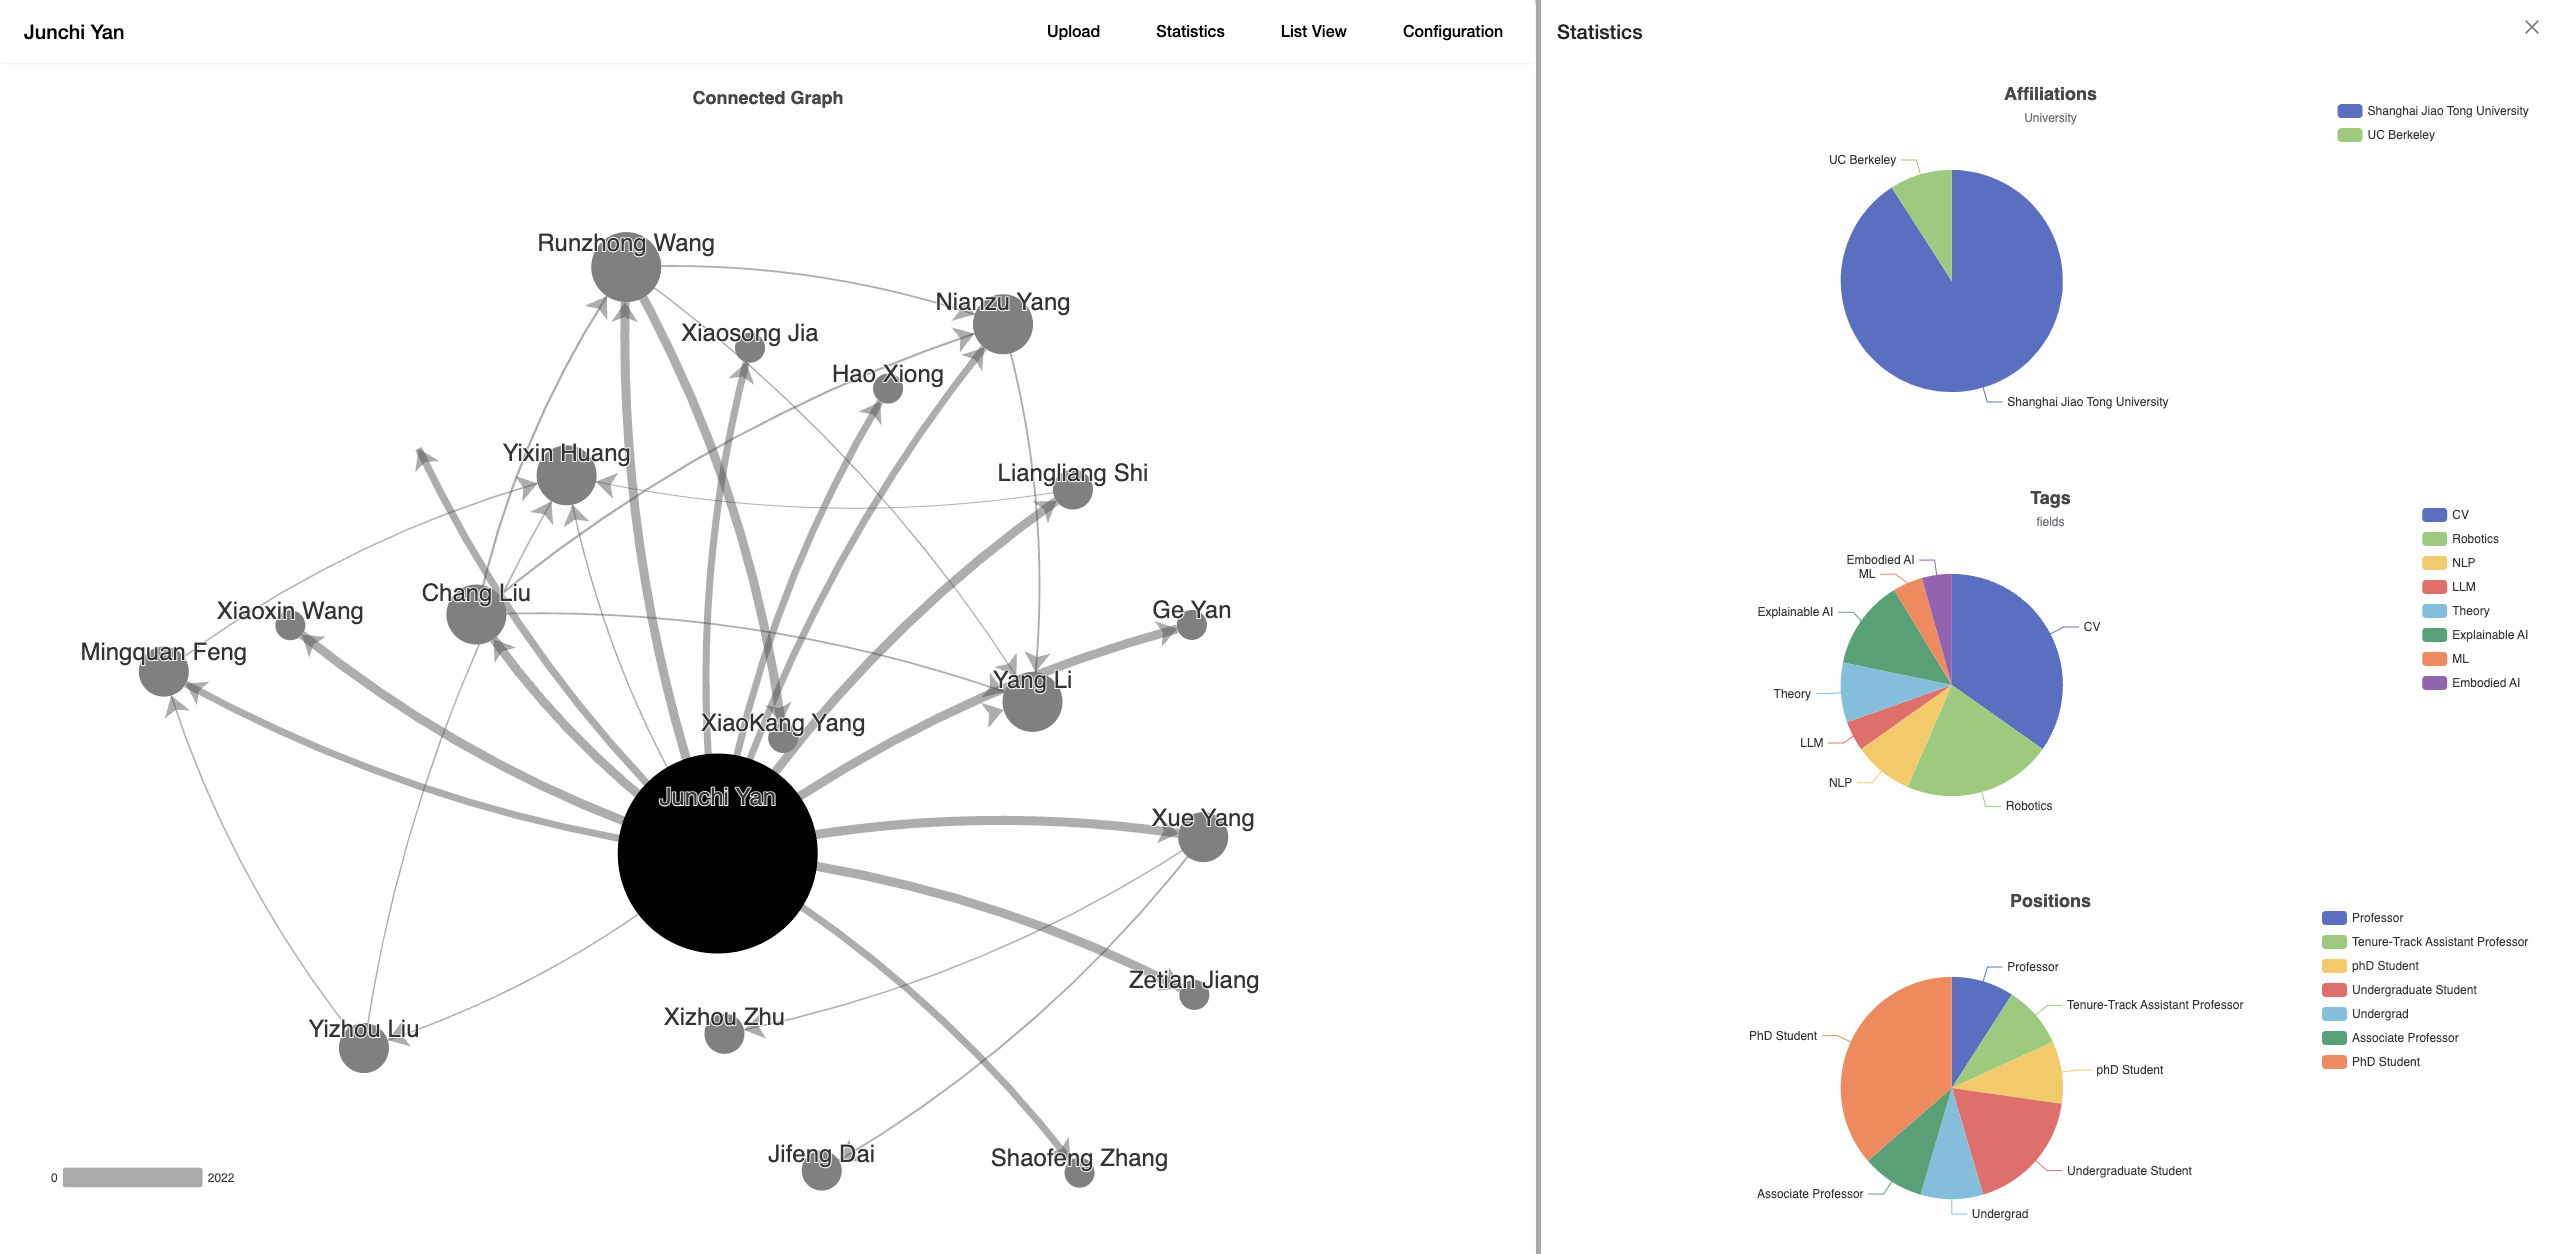 Junchi Yan
Upload
Statistics
List View
Configuration
Connected Graph
Runzhong Wang
Nianzu Yang
Xiaosong Jia
Hao Xiong
Yixin Huang
Liangliang Shi
Chang Liu
Xiaoxin Wang
Ge Yan
Mingquan Feng
Yang Li
XiaoKang Yang
Junchi Yan
Xue Yang
Zetian Jiang
Xizhou Zhu
Yizhou Liu
Jifeng Dai
Shaofeng Zhang
0
2022
Statistics
Affiliations
University
Shanghai Jiao Tong University
UC Berkeley
UC Berkeley
Shanghai Jiao Tong University
Tags
fields
CV
Robotics
NLP
LLM
Theory
Explainable AI
ML
Embodied AI
Embodied AI
ML
Explainable AI
CV
Theory
LLM
NLP
Robotics
Positions
Professor
Tenure-Track Assistant Professor
phD Student
Undergraduate Student
Undergrad
Associate Professor
PhD Student
Professor
Tenure-Track Assistant Professor
PhD Student
phD Student
Undergraduate Student
Associate Professor
Undergrad